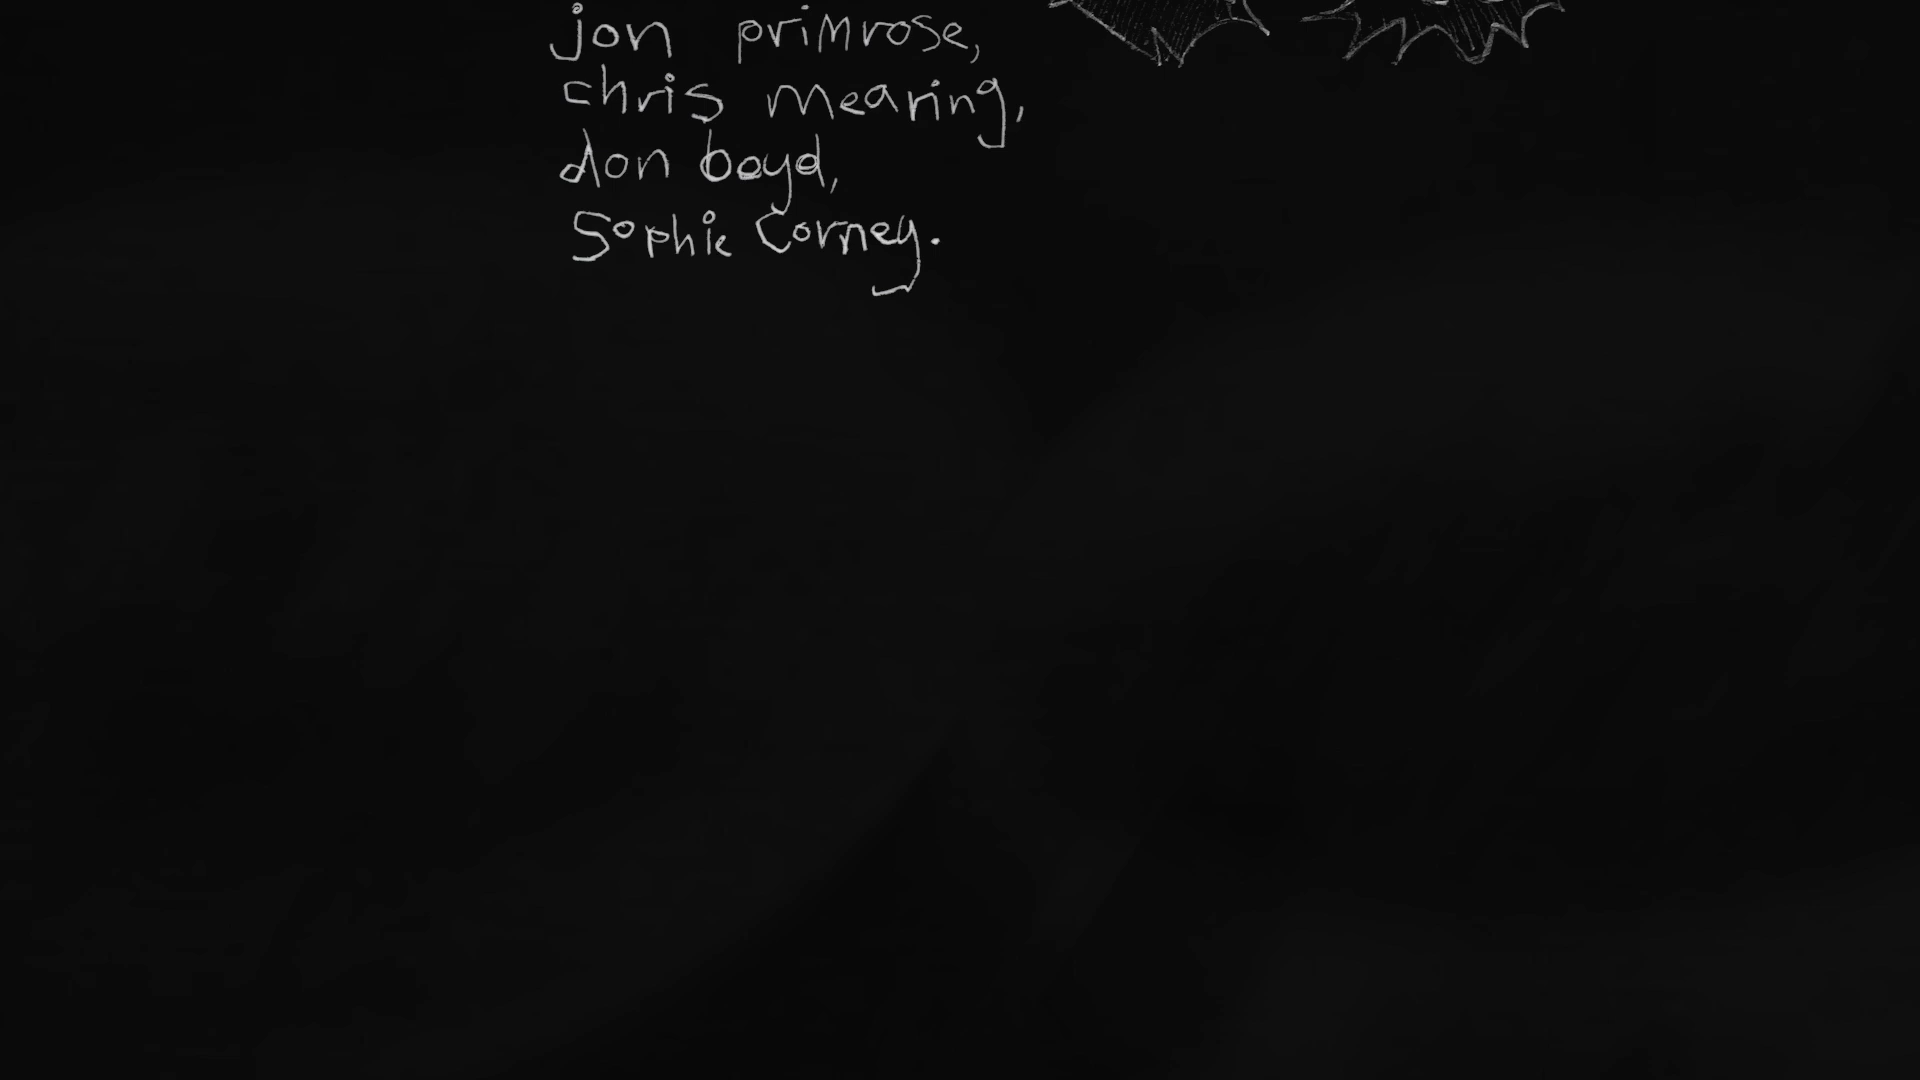 jon primrose,
chris mearing,
don boyd,
Sophie Corney.